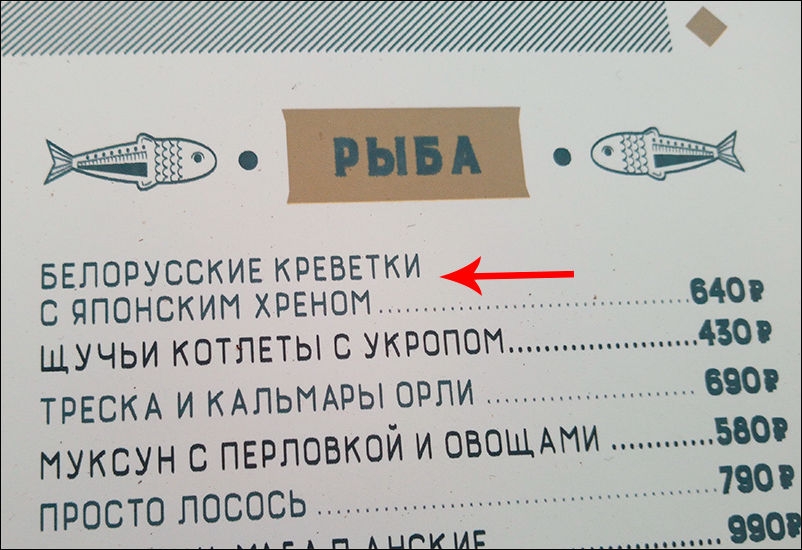 РЫБА
БЕЛОРУССКИЕ КРЕВЕТКИ
С ЯПОНСКИМ ХРЕНОМ 640₽
ЩУЧЬИ КОТЛЕТЫ С УКРОПОМ 430₽
ТРЕСКА И КАЛЬМАРЫ ОРЛИ 690₽
МУКСУН С ПЕРЛОВКОЙ И ОВОЩАМИ 580₽
ПРОСТО ЛОСОСЬ 790₽
990₽